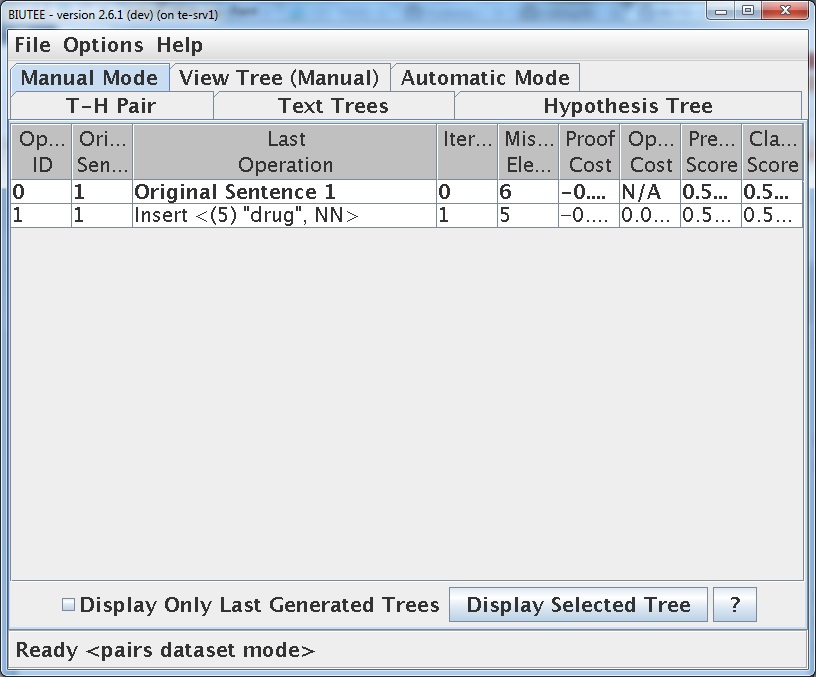 BIUTEE - version 2.6.1 (dev) (on te-srv1)
File Options Help
Manual Mode View Tree (Manual) Automatic Mode
T-H Pair Text Trees Hypothesis Tree
Op... Ori... Last Iter... Mis... Proof Op... Pre... Cla...
ID Sen... Operation Ele... Cost Cost Score Score
0 1 Original Sentence 1 0 6 -0.... N/A 0.5... 0.5...
1 1 Insert <(5) "drug", NN> 1 5 -0.... 0.0... 0.5... 0.5...
Display Only Last Generated Trees Display Selected Tree ?
Ready <pairs dataset mode>